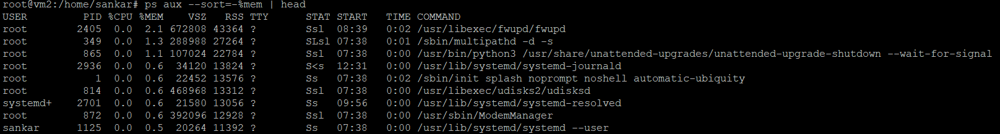 root@vm2:/home/sankar# ps aux --sort=-%mem | head
USER         PID %CPU %MEM    VSZ   RSS TTY      STAT START   TIME COMMAND
root        2405  0.0  2.1 672808 43364 ?        Ssl  08:39   0:02 /usr/libexec/fwupd/fwupd
root         349  0.0  1.3 288988 27264 ?        SLsl 07:38   0:01 /sbin/multipathd -d -s
root         865  0.0  1.1 107024 22784 ?        Ssl  07:38   0:00 /usr/bin/python3 /usr/share/unattended-upgrades/unattended-upgrade-shutdown --wait-for-signal
root        2936  0.0  0.6  34120 13824 ?        S<s  12:31   0:00 /usr/lib/systemd/systemd-journald
root           1  0.0  0.6  22452 13576 ?        Ss   07:38   0:02 /sbin/init splash noprompt noshell automatic-ubiquity
root         814  0.0  0.6 468968 13312 ?        Ssl  07:38   0:00 /usr/libexec/udisks2/udisksd
systemd+    2701  0.0  0.6  21580 13056 ?        Ss   09:56   0:00 /usr/lib/systemd/systemd-resolved
root         872  0.0  0.6 392096 12928 ?        Ssl  07:38   0:00 /usr/sbin/ModemManager
sankar      1125  0.0  0.5  20264 11392 ?        Ss   07:38   0:00 /usr/lib/systemd/systemd --user